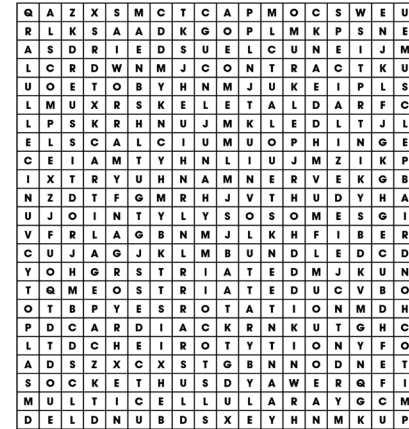 Q A Z X S M C T C A P M O C S W E U
R L K S A A D K G O P L M K P S N E
A S D R I E D S U E L C U N E I J M
L C R D W N M J C O N T R A C T K U
U O E T O B Y H N M J U K E I P L S
L M U X R S K E L E T A L D A R F C
L P S K R H N U J M K L E D L T J L
E L S C A L C I U M U O P H I N G E
C E I A M T Y H N L I U J M Z I K P
I X T R Y U H N A M N E R V E K G B
N Z D T F G M R H J V T H U D Y H A
U J O I N T Y L Y S O S O M E S G I
V F R L A G B N M J L K H F I B E R
C U J A G J K L M B U N D L E D C D
Y O H G R S T R I A T E D M J K U N
T Q M E O S T R I A T E D U C V B O
O T B P Y E S R O T A T I O N M D H
P D C A R D I A C K R N K U T G H C
L T D C H E I R O T Y T I O N Y F O
A D S Z X C X S T G B N N O D N E T
S O C K E T H U S D Y A W E R Q F I
M U L T I C E L L U L A R A Y G C M
D E L D N U B D S X E Y H N M K U P